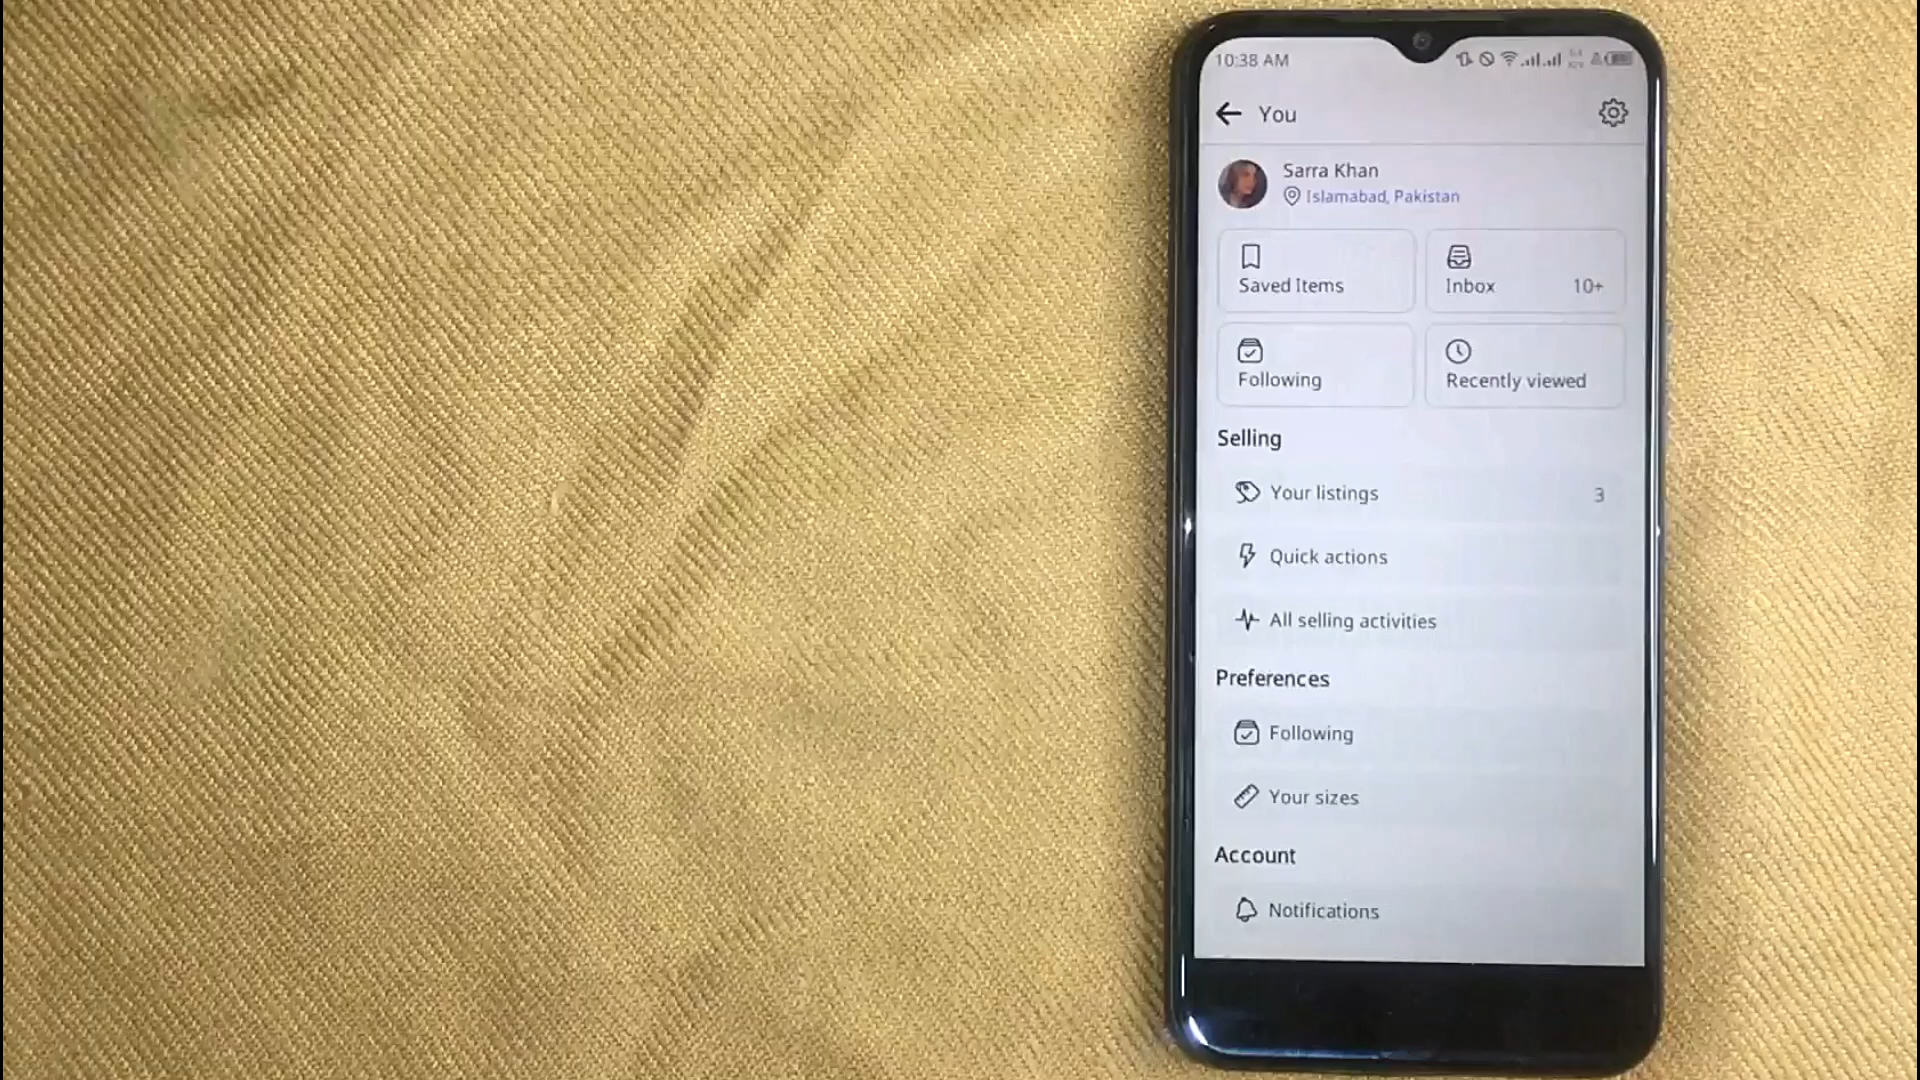 10:38 AM
You
Sarra Khan
Islamabad, Pakistan
Saved Items
Inbox 10+
Following
Recently viewed
Selling
Your listings 3
Quick actions
All selling activities
Preferences
Following
Your sizes
Account
Notifications